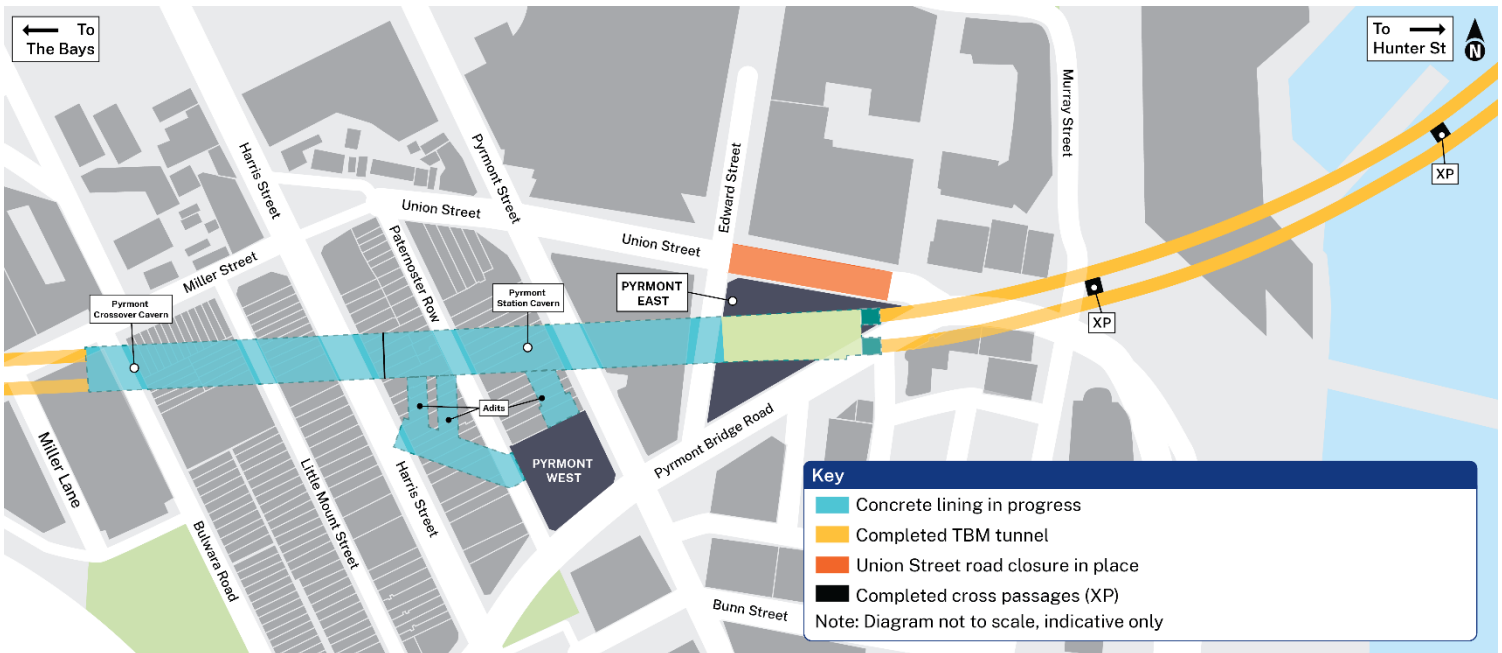 To
The Bays
To
Hunter St
N
Harris Street
Pyrmont Street
Edward Street
Murray Street
XP
Union Street
Union Street
Miller Street
Paternoster Row
Pyrmont
Crossover Cavern
Pyrmont
Station Cavern
PYRMONT
EAST
XP
Adits
Miller Lane
Bulwara Road
Little Mount Street
Harris Street
PYRMONT
WEST
Pyrmont Bridge Road
Bunn Street
Key
Concrete lining in progress
Completed TBM tunnel
Union Street road closure in place
Completed cross passages (XP)
Note: Diagram not to scale, indicative only